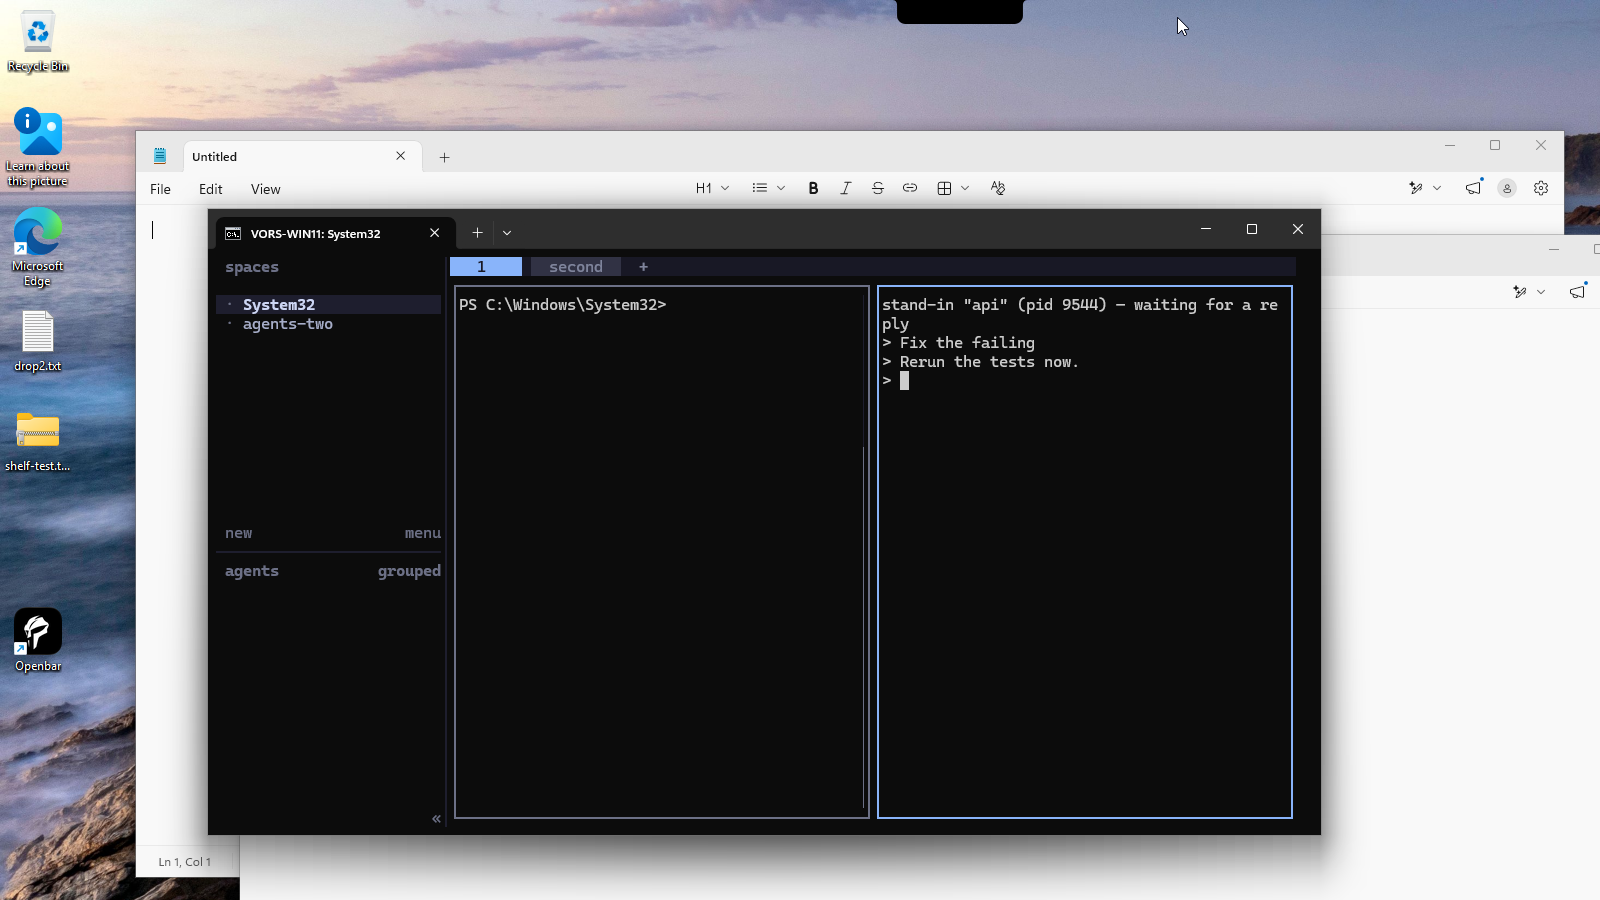 Recycle Bin
Learn about
this picture
Microsoft
Edge
drop2.txt
shelf-test.t...
Openbar
Untitled
File Edit View
H1
Ln 1, Col 1
VORS-WIN11: System32
spaces
· System32
· agents-two
new menu
agents grouped
«
1 second +
PS C:\Windows\System32>
stand-in "api" (pid 9544) — waiting for a re
ply
> Fix the failing
> Rerun the tests now.
>